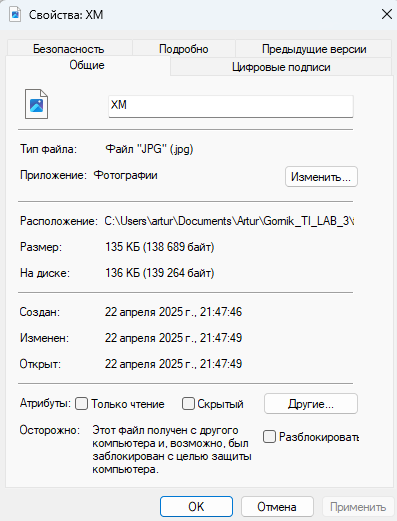 Свойства: XM
Безопасность Подробно Предыдущие версии
Общие Цифровые подписи
XM
Тип файла: Файл "JPG" (.jpg)
Приложение: Фотографии Изменить...
Расположение: C:\Users\artur\Documents\Artur\Gornik_TI_LAB_3\
Размер: 135 КБ (138 689 байт)
На диске: 136 КБ (139 264 байт)
Создан: 22 апреля 2025 г., 21:47:46
Изменен: 22 апреля 2025 г., 21:47:49
Открыт: 22 апреля 2025 г., 21:47:49
Атрибуты: Только чтение Скрытый Другие...
Осторожно: Этот файл получен с другого
компьютера и, возможно, был Разблокировать
заблокирован с целью защиты
компьютера.
OK Отмена Применить